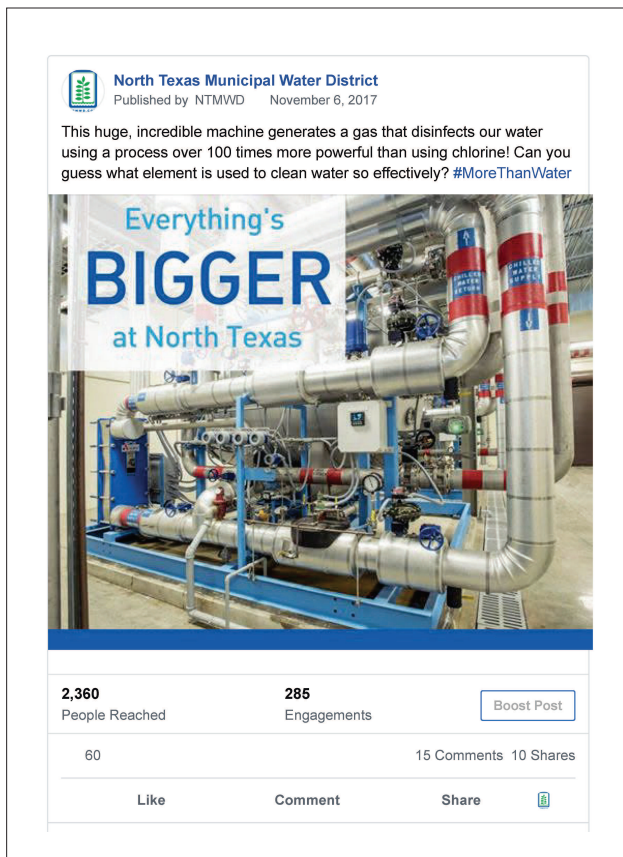 North Texas Municipal Water District
Published by NTMWD November 6, 2017
This huge, incredible machine generates a gas that disinfects our water
using a process over 100 times more powerful than using chlorine! Can you
guess what element is used to clean water so effectively? #MoreThanWater
Everything's
BIGGER
at North Texas
CHILLED
WATER
RETURN
CHILLED
WATER
SUPPLY
2,360
People Reached
285
Engagements
Boost Post
60
15 Comments 10 Shares
Like Comment Share